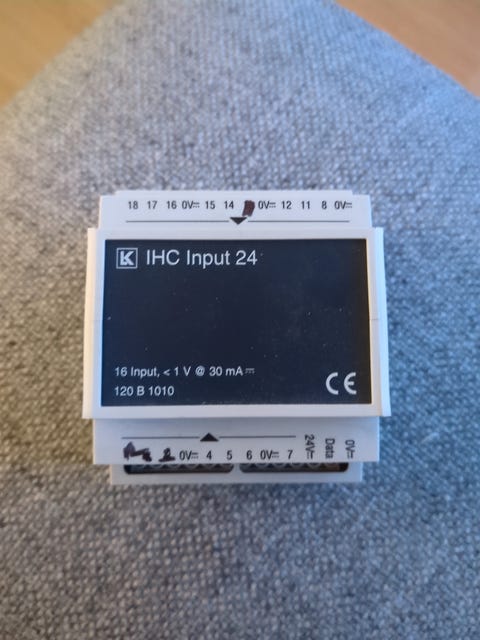 18 17 16 0V⎓ 15 14 0V⎓ 12 11 8 0V⎓
LK IHC Input 24
16 Input, < 1 V @ 30 mA⎓
120 B 1010
CE
0V⎓ 4 5 6 0V⎓ 7 24V⎓ Data 0V⎓